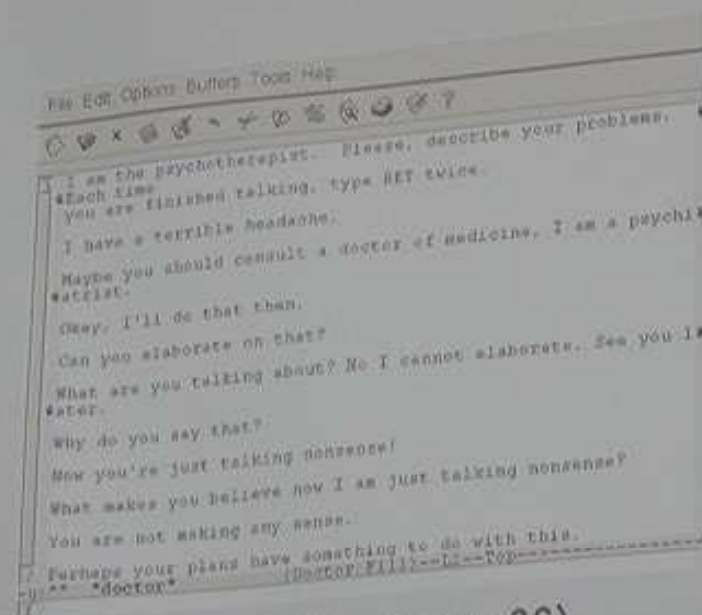 File Edit Options Buffers Tools Help
I am the psychotherapist. Please, describe your problems.
Each time
you are finished talking, type RET twice.
I have a terrible headache.
Maybe you should consult a doctor of medicine, I am a psychi
atrist.
Okay, I'll do that then.
Can you elaborate on that?
What are you talking about? No I cannot elaborate. See you l
ater.
Why do you say that?
Now you're just talking nonsense!
What makes you believe now I am just talking nonsense?
You are not making any sense.
Perhaps your plans have something to do with this.
** *doctor* (Doctor Fill)--L1--Top